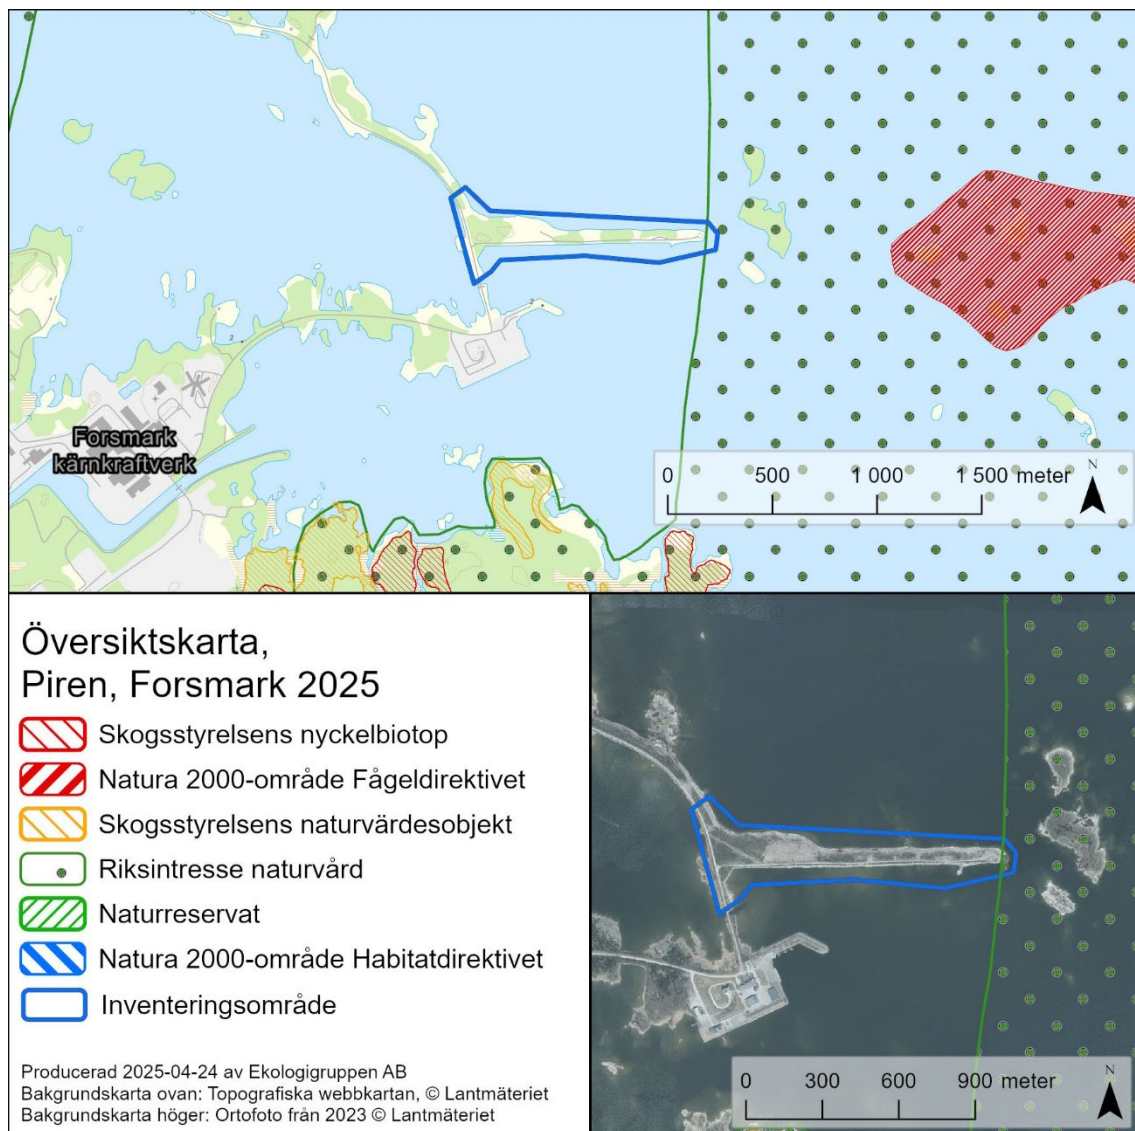 2
2
Forsmark
kärnkraftverk
0 500 1 000 1 500 meter
N
Översiktskarta,
Piren, Forsmark 2025
Skogsstyrelsens nyckelbiotop
Natura 2000-område Fågeldirektivet
Skogsstyrelsens naturvärdesobjekt
Riksintresse naturvård
Naturreservat
Natura 2000-område Habitatdirektivet
Inventeringsområde
Producerad 2025-04-24 av Ekologigruppen AB
Bakgrundskarta ovan: Topografiska webbkartan, © Lantmäteriet
Bakgrundskarta höger: Ortofoto från 2023 © Lantmäteriet
0 300 600 900 meter
N